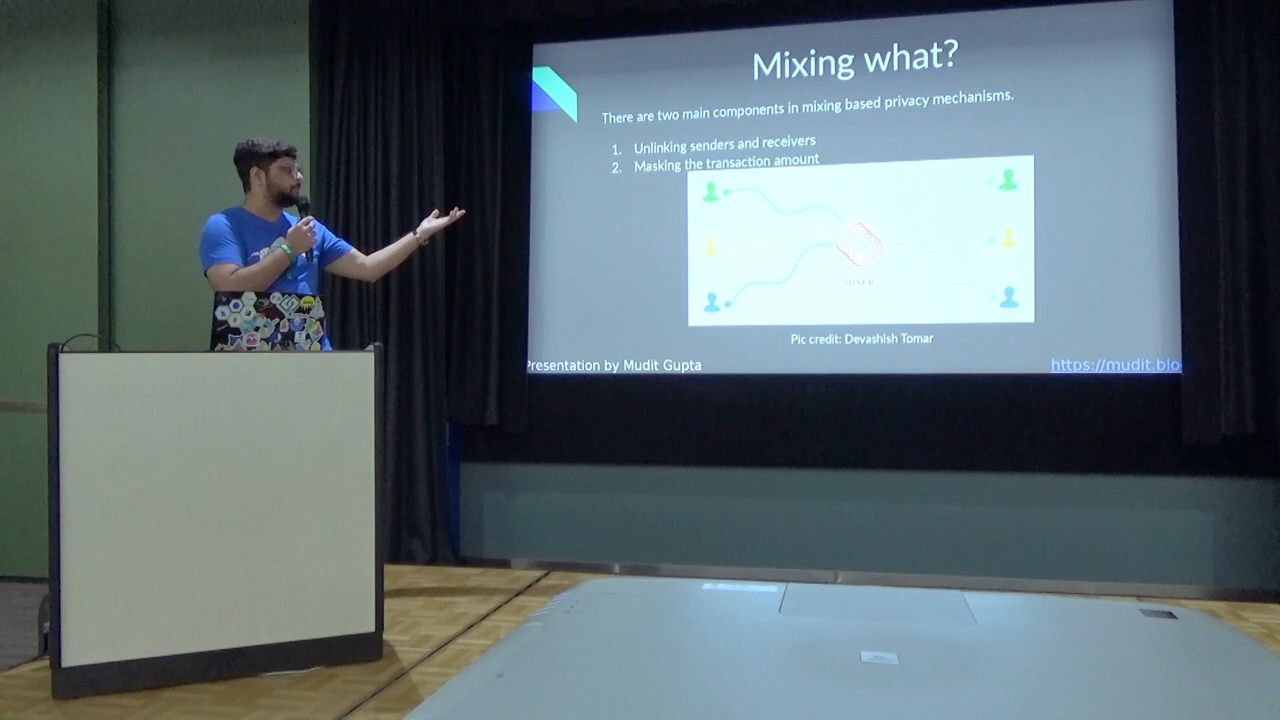 Mixing what?
There are two main components in mixing based privacy mechanisms.
1. Unlinking senders and receivers
2. Masking the transaction amount
MIXER
Pic credit: Devashish Tomar
Presentation by Mudit Gupta
https://mudit.blo